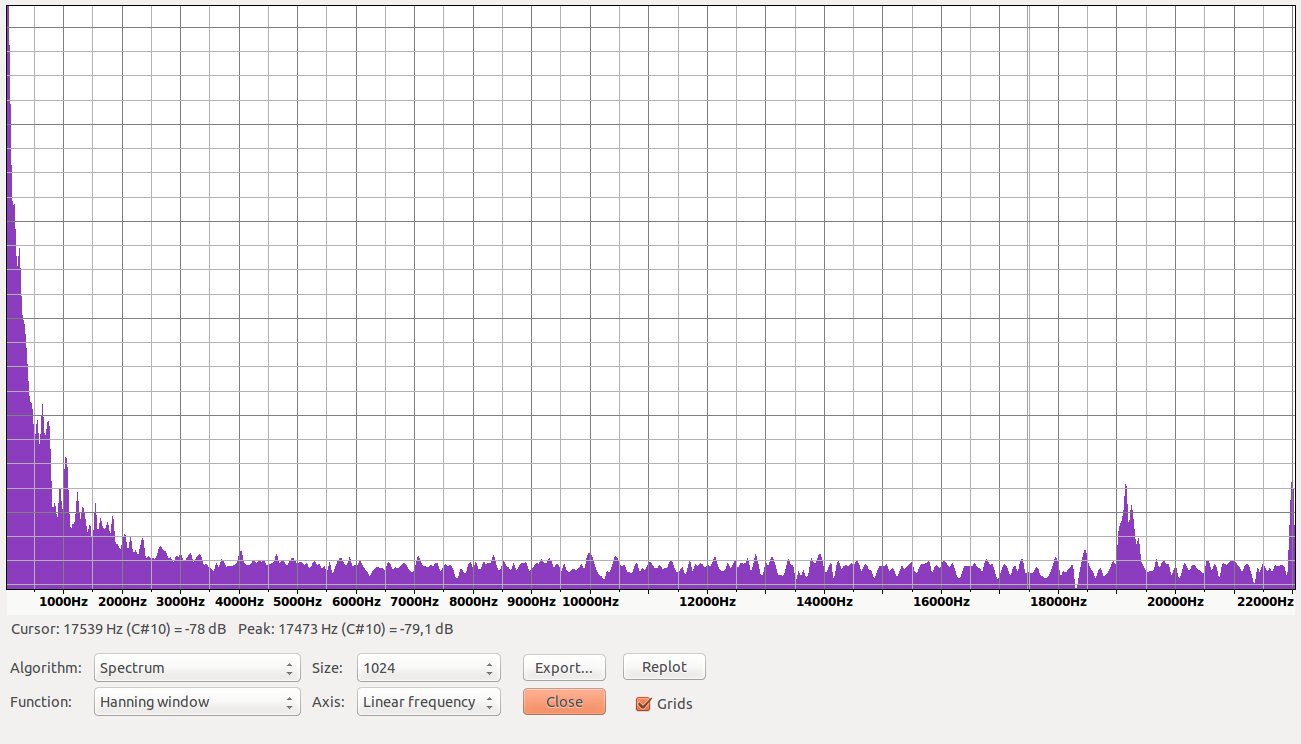 1000Hz 2000Hz 3000Hz 4000Hz 5000Hz 6000Hz 7000Hz 8000Hz 9000Hz 10000Hz 12000Hz 14000Hz 16000Hz 18000Hz 20000Hz 22000Hz
Cursor: 17539 Hz (C#10) = -78 dB Peak: 17473 Hz (C#10) = -79,1 dB
Algorithm: Spectrum Size: 1024 Export... Replot
Function: Hanning window Axis: Linear frequency Close Grids